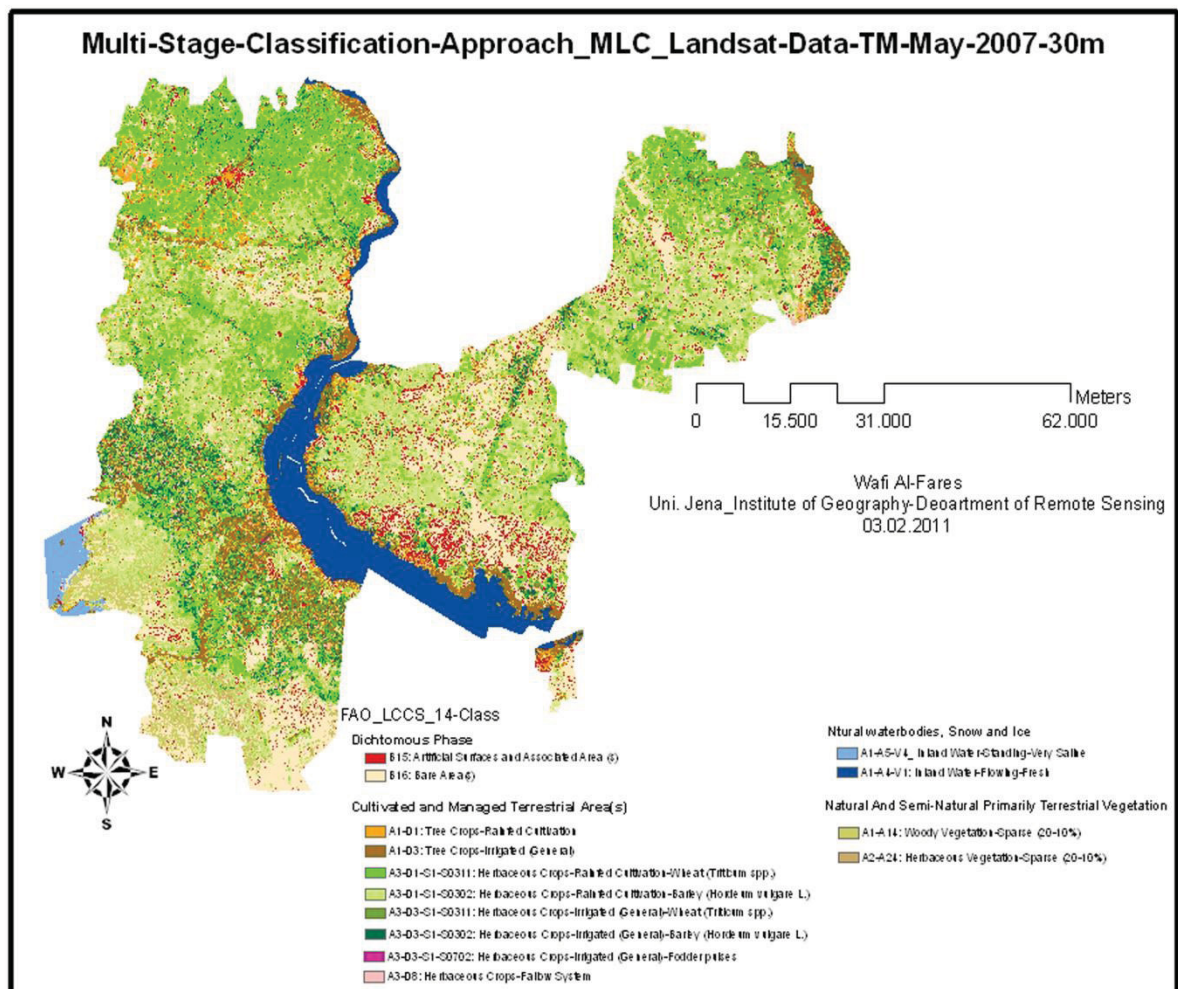 Multi-Stage-Classification-Approach_MLC_Landsat-Data-TM-May-2007-30m
Meters
0 15.500 31.000 62.000
Wafi Al-Fares
Uni. Jena_Institute of Geography-Deoartment of Remote Sensing
03.02.2011
N
W E
S
FAO_LCCS_14-Class
Dichtomous Phase
B15: Artificial Surfaces and Associated Area(s)
B16: Bare Area(s)
Cultivated and Managed Terrestrial Area(s)
A1-D1: Tree Crops-Rainfed Cultivation
A1-D3: Tree Crops-Irrigated (General)
A3-D1-S1-S0311: Herbaceous Crops-Rainfed Cultivation-Wheat (Triticum spp.)
A3-D1-S1-S0302: Herbaceous Crops-Rainfed Cultivation-Barley (Hordeum vulgare L.)
A3-D3-S1-S0311: Herbaceous Crops-Irrigated (General)-Wheat (Triticum spp.)
A3-D3-S1-S0302: Herbaceous Crops-Irrigated (General)-Barley (Hordeum vulgare L.)
A3-D3-S1-S0702: Herbaceous Crops-Irrigated (General)-Fodder pulses
A3-D8: Herbaceous Crops-Fallow System
Ntural waterbodies, Snow and Ice
A1-A5-V4_ Inland Water-Standing-Very Saline
A1-A4-V1: Inland Water-Flowing-Fresh
Natural And Semi-Natural Primarily Terrestrial Vegetation
A1-A14: Woody Vegetation-Sparse (20-10%)
A2-A24: Herbaceous Vegetation-Sparse (20-10%)